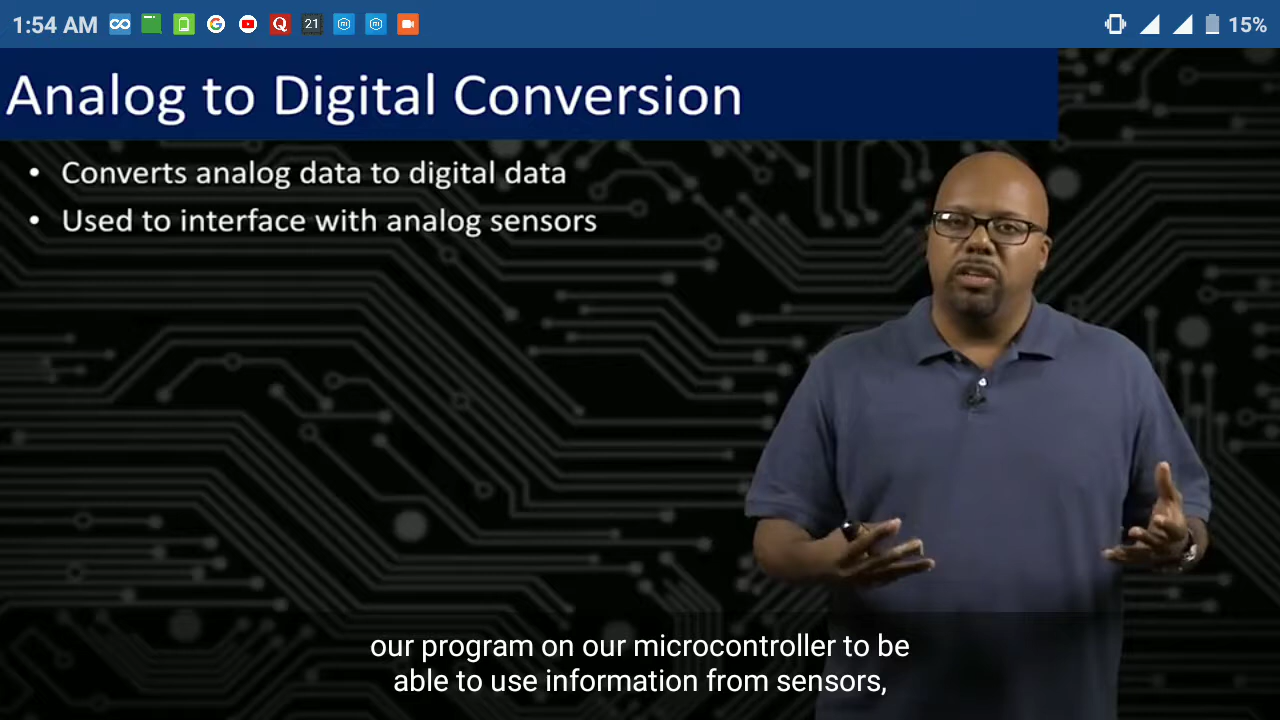 1:54 AM
21
15%
Analog to Digital Conversion
• Converts analog data to digital data
• Used to interface with analog sensors
our program on our microcontroller to be
able to use information from sensors,